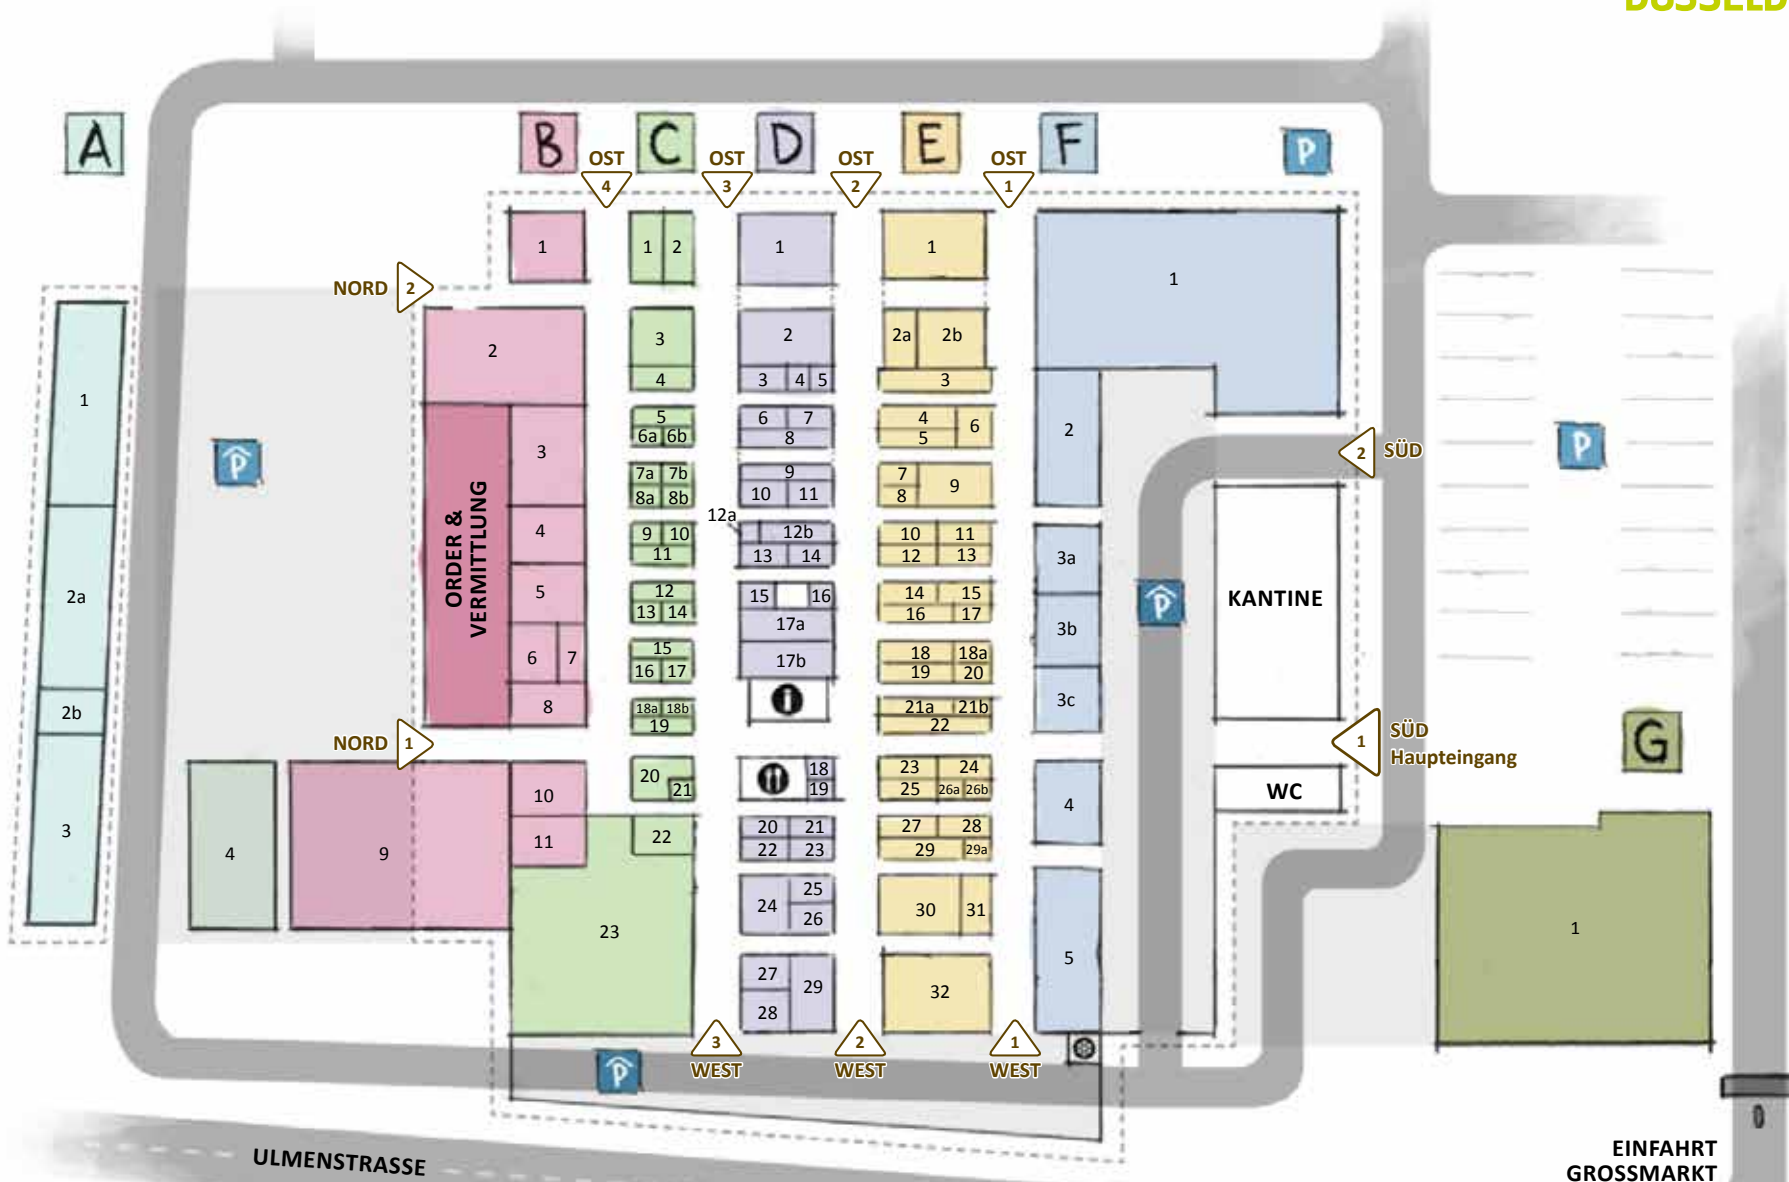 DÜSSELD
A
B
C
D
E
F
P
OST
4
OST
3
OST
2
OST
1
NORD 2
1
2
3
4
5
6
7
8
9
10
11
ORDER &
VERMITTLUNG
NORD 1
1
2a
2b
3
4
P
1 2
3
4
5
6a 6b
7a 7b
8a 8b
9 10
11
12
13 14
15
16 17
18a 18b
19
20
21
22
23
1
2
3 4 5
6 7
8
9
10 11
12a
12b
13 14
15 16
17a
17b
18
19
20 21
22 23
24
25
26
27
28
29
1
2a 2b
3
4
5
6
7
8
9
10 11
12 13
14 15
16 17
18 18a
19 20
21a 21b
22
23 24
25 26a 26b
27 28
29 29a
30 31
32
1
2
3a
3b
3c
4
5
P
2 SÜD
KANTINE
1 SÜD
Haupteingang
WC
P
G
1
3
WEST
2
WEST
1
WEST
P
ULMENSTRASSE
EINFAHRT
GROSSMARKT